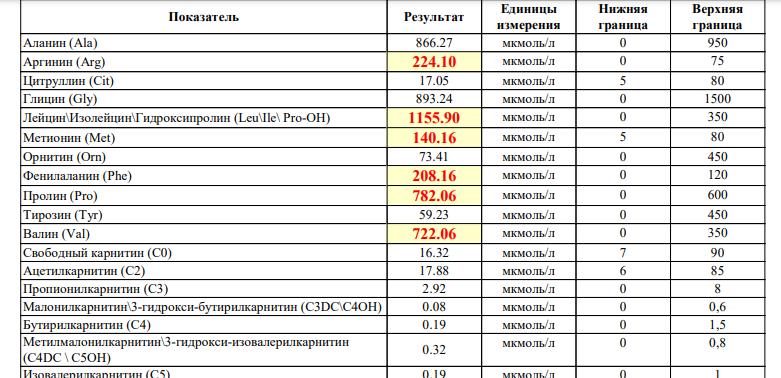 Показатель Результат Единицы измерения Нижняя граница Верхняя граница
Аланин (Ala) 866.27 мкмоль/л 0 950
Аргинин (Arg) 224.10 мкмоль/л 0 75
Цитруллин (Cit) 17.05 мкмоль/л 5 80
Глицин (Gly) 893.24 мкмоль/л 0 1500
Лейцин\Изолейцин\Гидроксипролин (Leu\Ile\ Pro-OH) 1155.90 мкмоль/л 0 350
Метионин (Met) 140.16 мкмоль/л 5 80
Орнитин (Orn) 73.41 мкмоль/л 0 450
Фенилаланин (Phe) 208.16 мкмоль/л 0 120
Пролин (Pro) 782.06 мкмоль/л 0 600
Тирозин (Tyr) 59.23 мкмоль/л 0 450
Валин (Val) 722.06 мкмоль/л 0 350
Свободный карнитин (C0) 16.32 мкмоль/л 7 90
Ацетилкарнитин (C2) 17.88 мкмоль/л 6 85
Пропионилкарнитин (C3) 2.92 мкмоль/л 0 8
Малонилкарнитин\3-гидрокси-бутирилкарнитин (C3DC\C4OH) 0.08 мкмоль/л 0 0,6
Бутирилкарнитин (C4) 0.19 мкмоль/л 0 1,5
Метилмалонилкарнитин\3-гидрокси-изовалерилкарнитин
(C4DC \ C5OH) 0.32 мкмоль/л 0 0,8
Изовалерилкарнитин (C5) 0.19 мкмоль/л 0 1